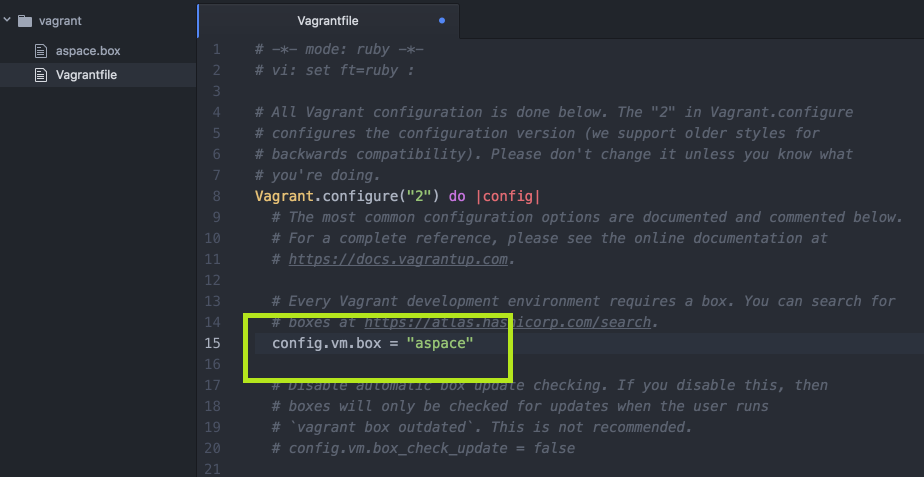 vagrant
aspace.box
Vagrantfile
Vagrantfile
1 # -*- mode: ruby -*-
2 # vi: set ft=ruby :
3
4 # All Vagrant configuration is done below. The "2" in Vagrant.configure
5 # configures the configuration version (we support older styles for
6 # backwards compatibility). Please don't change it unless you know what
7 # you're doing.
8 Vagrant.configure("2") do |config|
9 # The most common configuration options are documented and commented below.
10 # For a complete reference, please see the online documentation at
11 # https://docs.vagrantup.com.
12
13 # Every Vagrant development environment requires a box. You can search for
14 # boxes at https://atlas.hashicorp.com/search.
15 config.vm.box = "aspace"
16
17 # Disable automatic box update checking. If you disable this, then
18 # boxes will only be checked for updates when the user runs
19 # `vagrant box outdated`. This is not recommended.
20 # config.vm.box_check_update = false
21